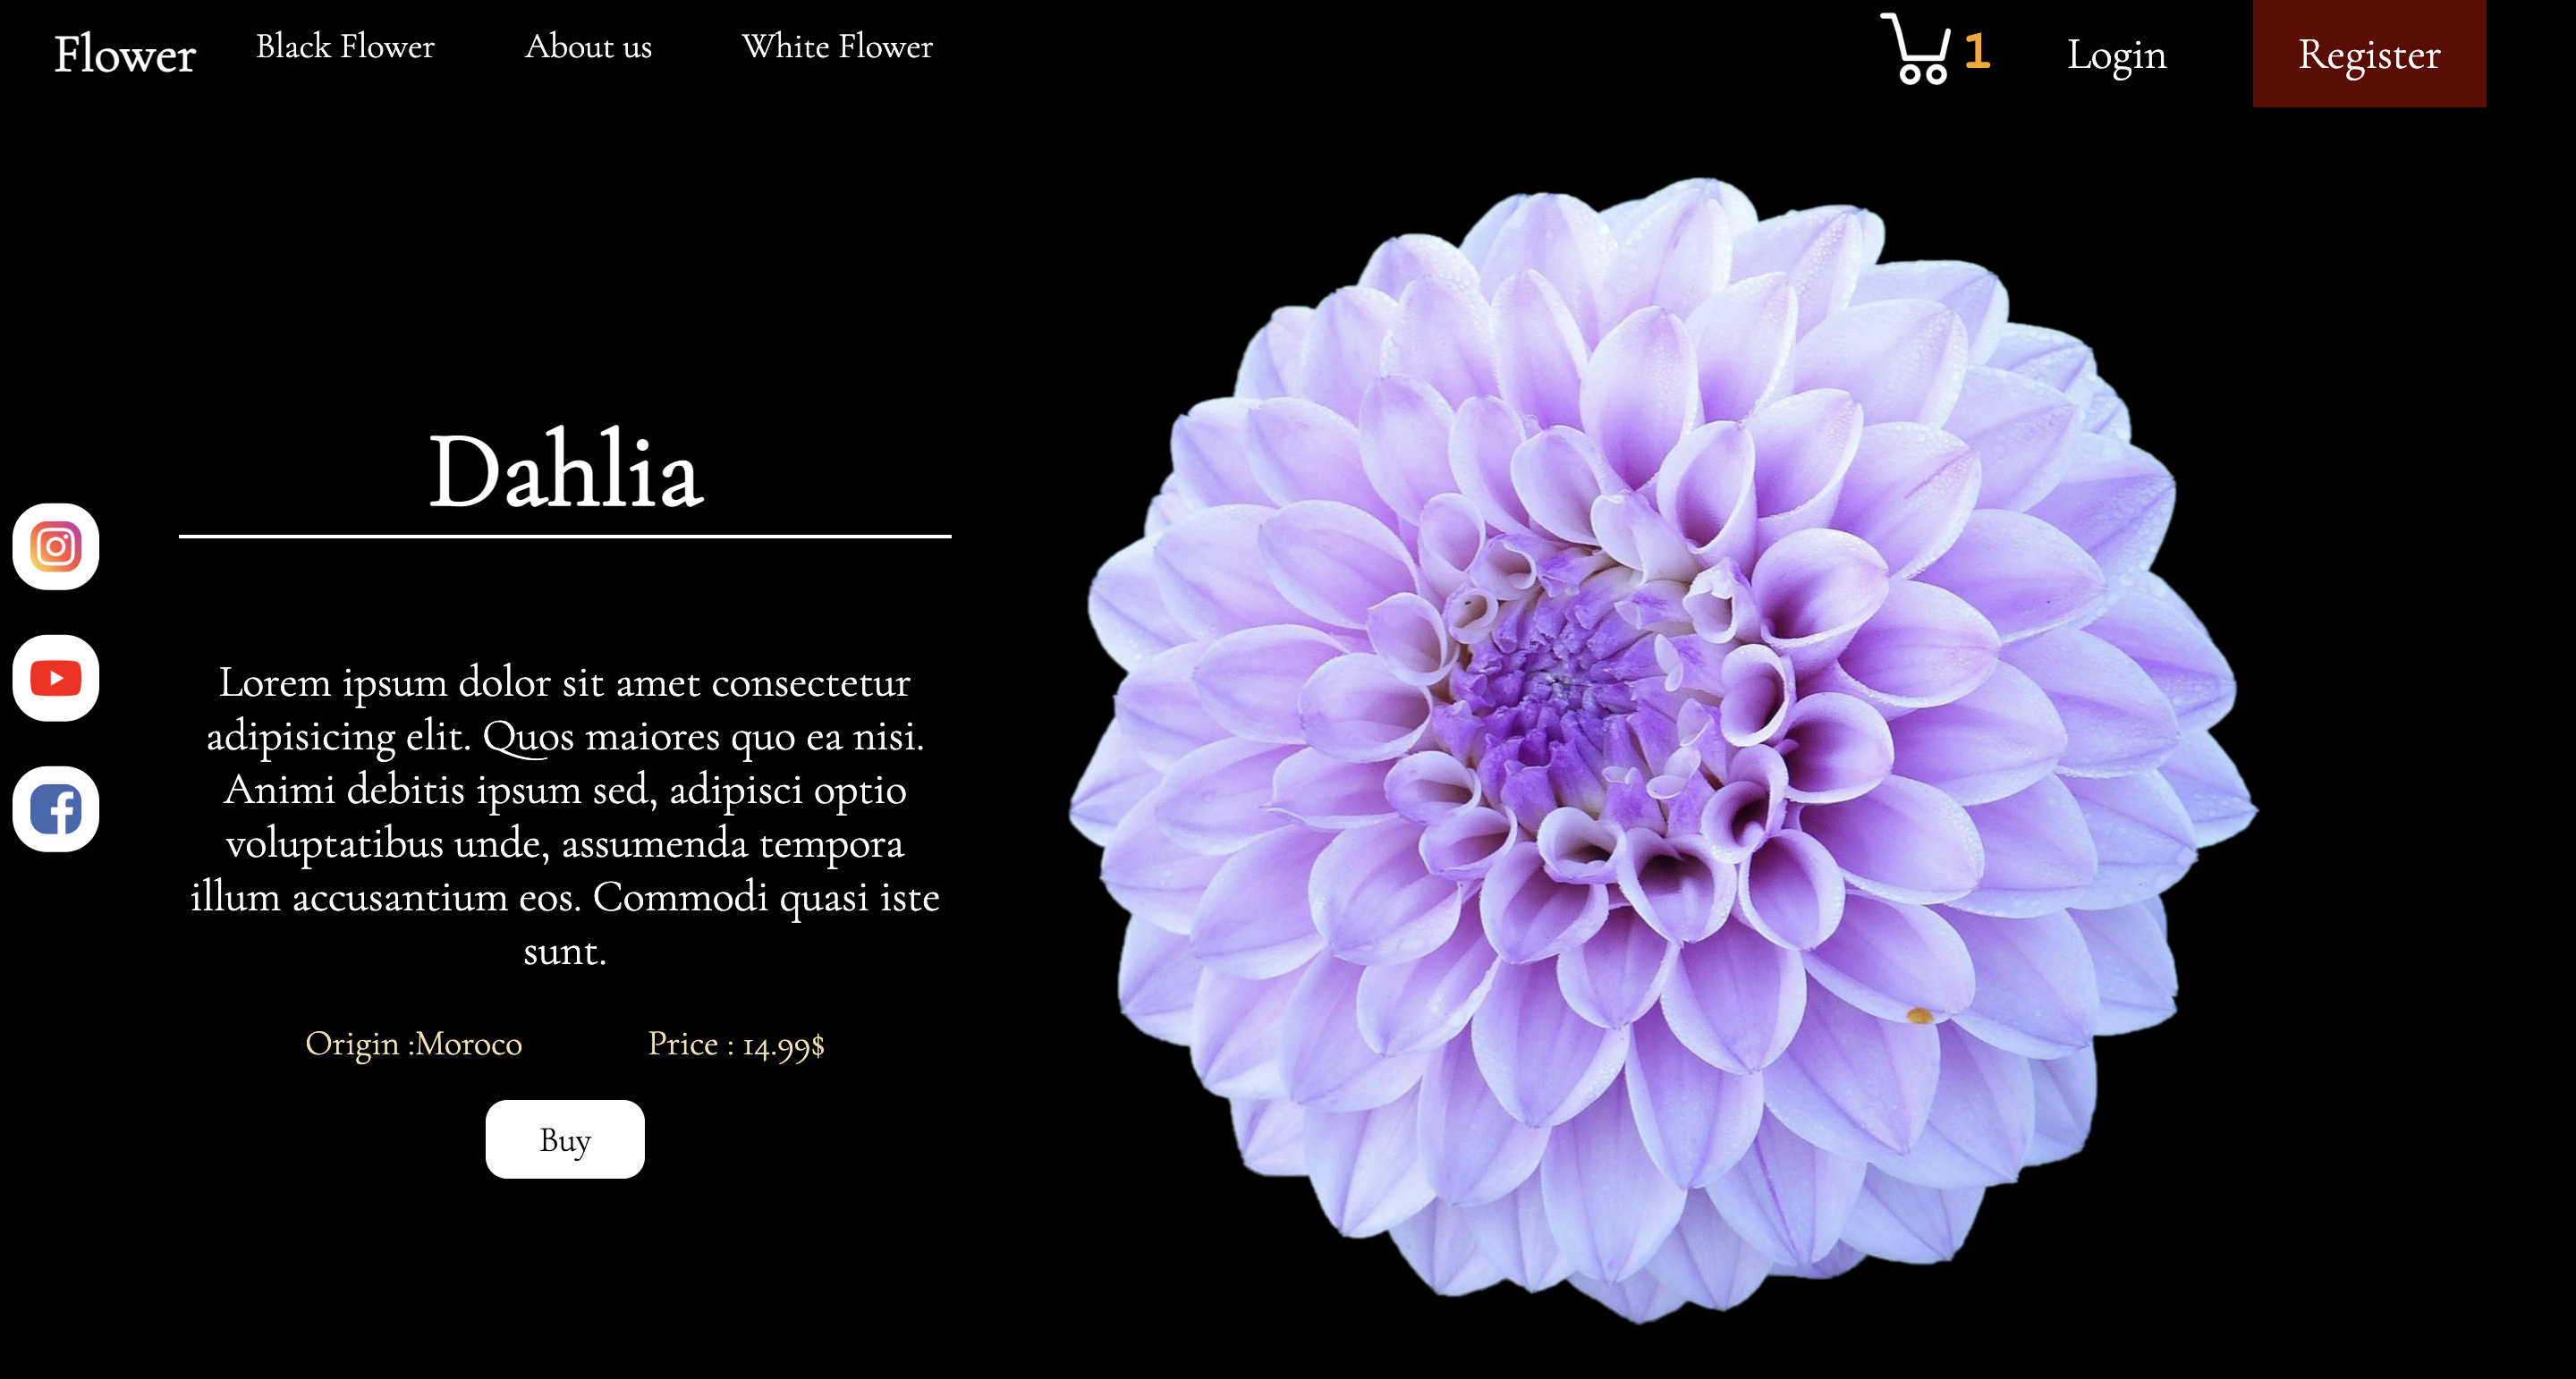 Flower Black Flower About us White Flower 1 Login Register
Dahlia
Lorem ipsum dolor sit amet consectetur
adipisicing elit. Quos maiores quo ea nisi.
Animi debitis ipsum sed, adipisci optio
voluptatibus unde, assumenda tempora
illum accusantium eos. Commodi quasi iste
sunt.
Origin :Moroco Price : 14.99$
Buy